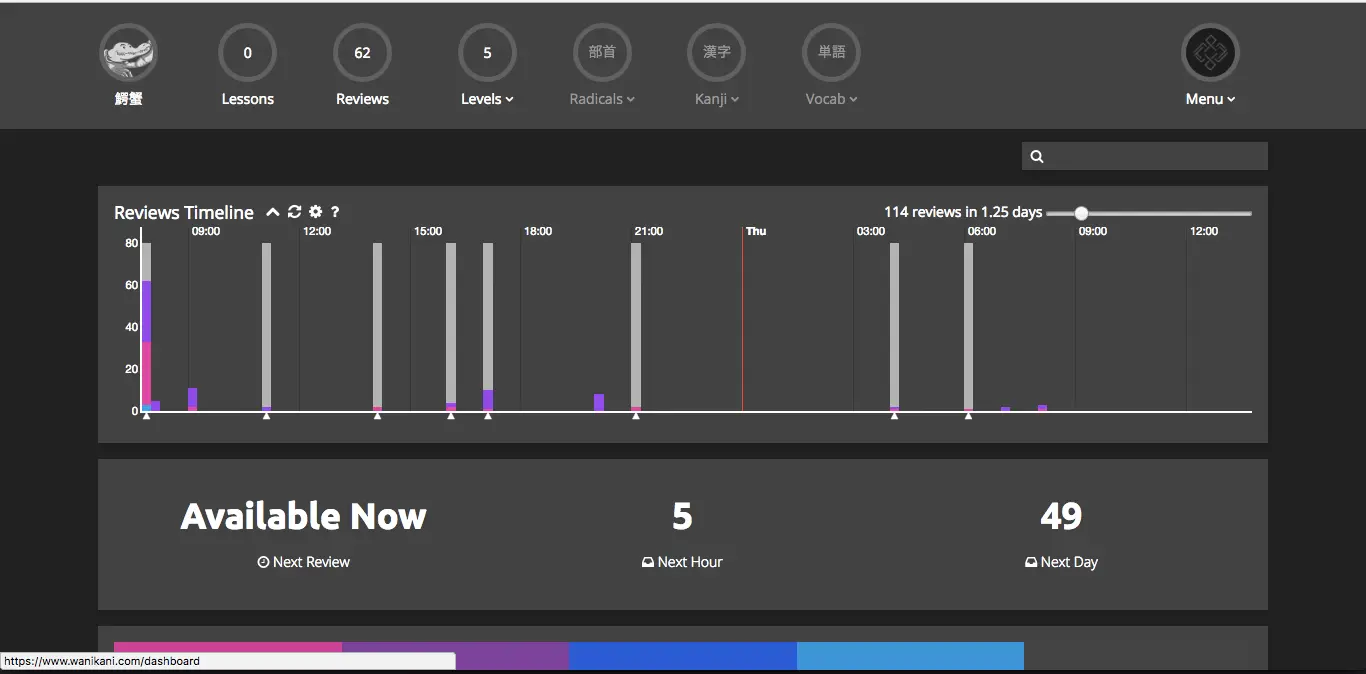 0 62 5 部首 漢字 単語
鰐蟹 Lessons Reviews Levels Radicals Kanji Vocab Menu
Reviews Timeline ? 114 reviews in 1.25 days
09:00 12:00 15:00 18:00 21:00 Thu 03:00 06:00 09:00 12:00
80
60
40
20
0
Available Now 5 49
Next Review Next Hour Next Day
https://www.wanikani.com/dashboard